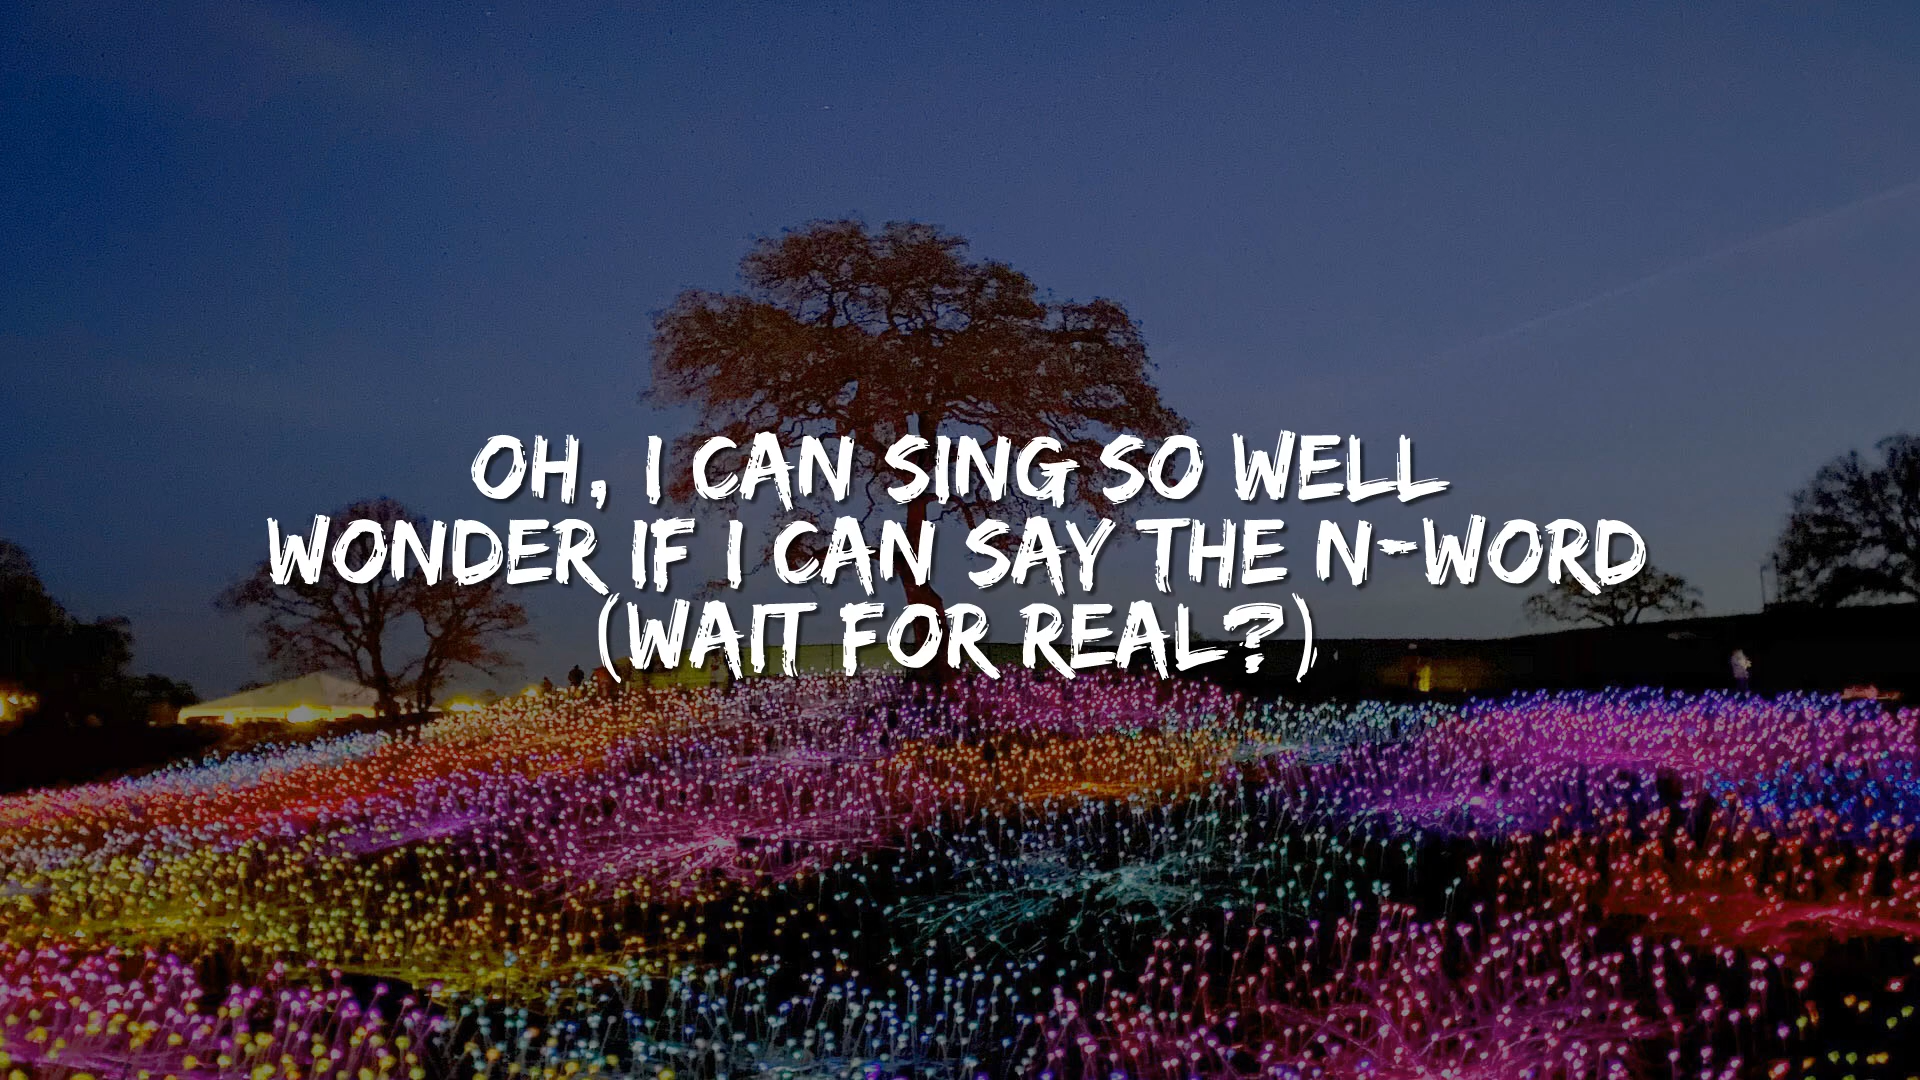 OH, I CAN SING SO WELL
WONDER IF I CAN SAY THE N-WORD
(WAIT FOR REAL?)